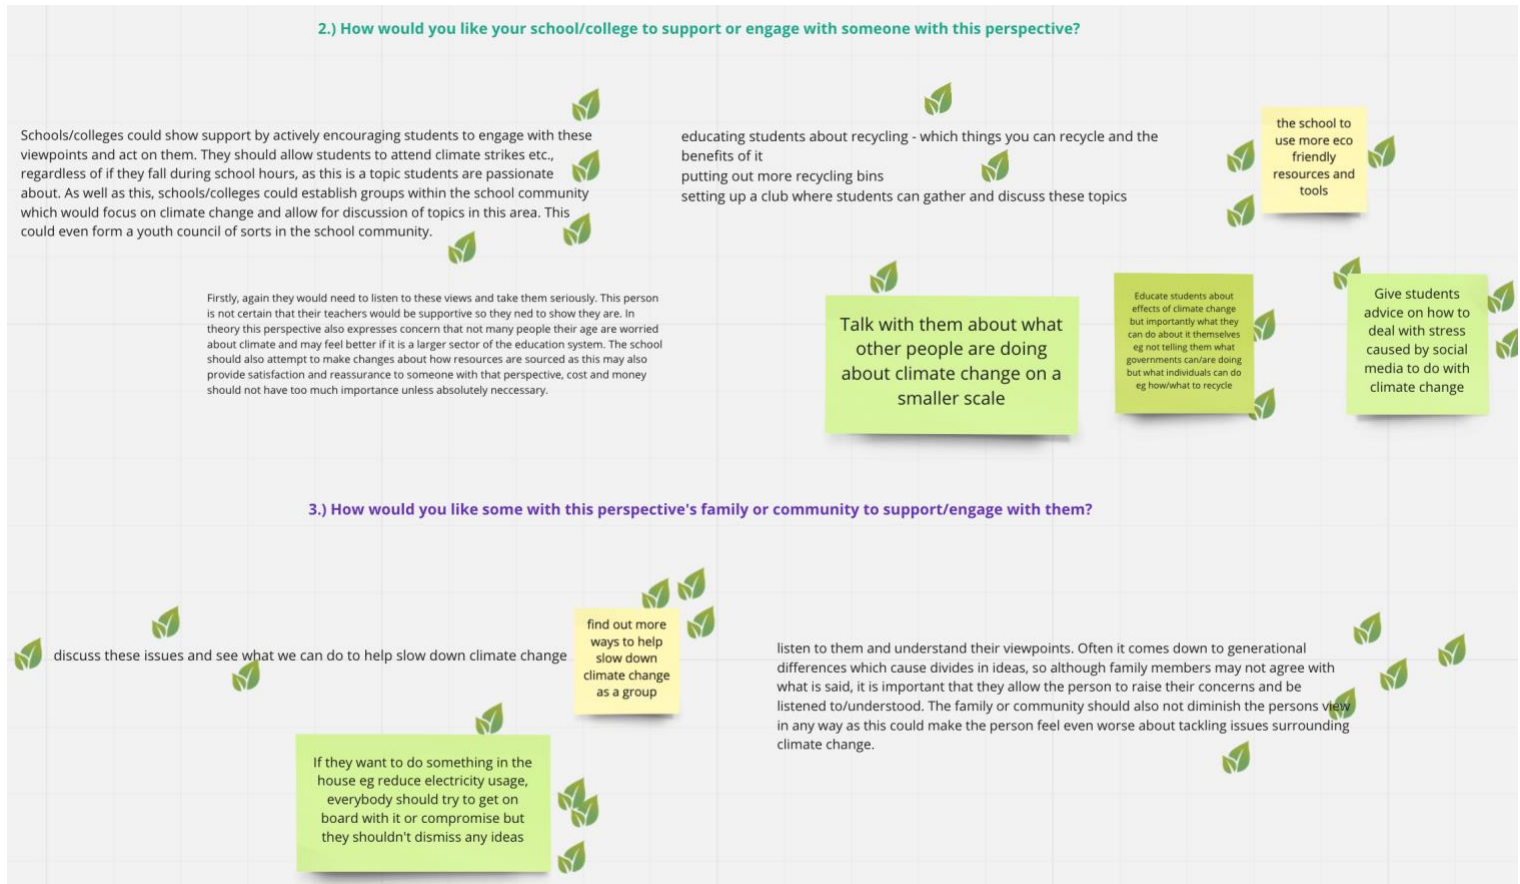 2.) How would you like your school/college to support or engage with someone with this perspective?
Schools/colleges could show support by actively encouraging students to engage with these
viewpoints and act on them. They should allow students to attend climate strikes etc.,
regardless of if they fall during school hours, as this is a topic students are passionate
about. As well as this, schools/colleges could establish groups within the school community
which would focus on climate change and allow for discussion of topics in this area. This
could even form a youth council of sorts in the school community.
educating students about recycling - which things you can recycle and the
benefits of it
putting out more recycling bins
setting up a club where students can gather and discuss these topics
the school to
use more eco
friendly
resources and
tools
Firstly, again they would need to listen to these views and take them seriously. This person
is not certain that their teachers would be supportive so they ned to show they are. In
theory this perspective also expresses concern that not many people their age are worried
about climate and may feel better if it is a larger sector of the education system. The school
should also attempt to make changes about how resources are sourced as this may also
provide satisfaction and reassurance to someone with that perspective, cost and money
should not have too much importance unless absolutely neccessary.
Talk with them about what
other people are doing
about climate change on a
smaller scale
Educate students about
effects of climate change
but importantly what they
can do about it themselves
eg not telling them what
governments can/are doing
but what individuals can do
eg how/what to recycle
Give students
advice on how to
deal with stress
caused by social
media to do with
climate change
3.) How would you like some with this perspective's family or community to support/engage with them?
discuss these issues and see what we can do to help slow down climate change
find out more
ways to help
slow down
climate change
as a group
If they want to do something in the
house eg reduce electricity usage,
everybody should try to get on
board with it or compromise but
they shouldn't dismiss any ideas
listen to them and understand their viewpoints. Often it comes down to generational
differences which cause divides in ideas, so although family members may not agree with
what is said, it is important that they allow the person to raise their concerns and be
listened to/understood. The family or community should also not diminish the persons view
in any way as this could make the person feel even worse about tackling issues surrounding
climate change.